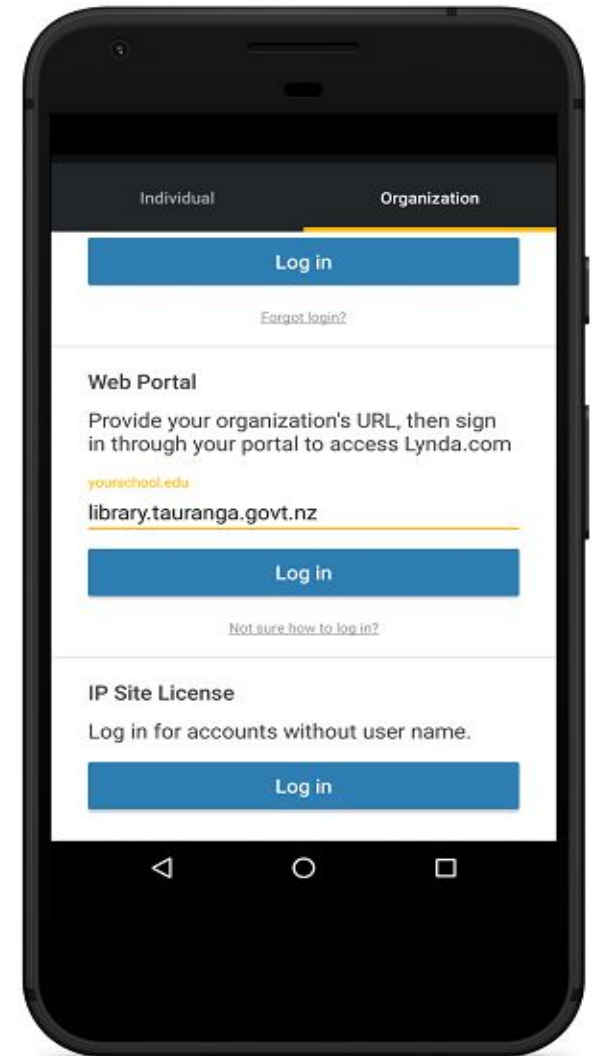 Individual Organization
Log in
Forgot login?
Web Portal
Provide your organization's URL, then sign
in through your portal to access Lynda.com
yourschool.edu
library.tauranga.govt.nz
Log in
Not sure how to log in?
IP Site License
Log in for accounts without user name.
Log in